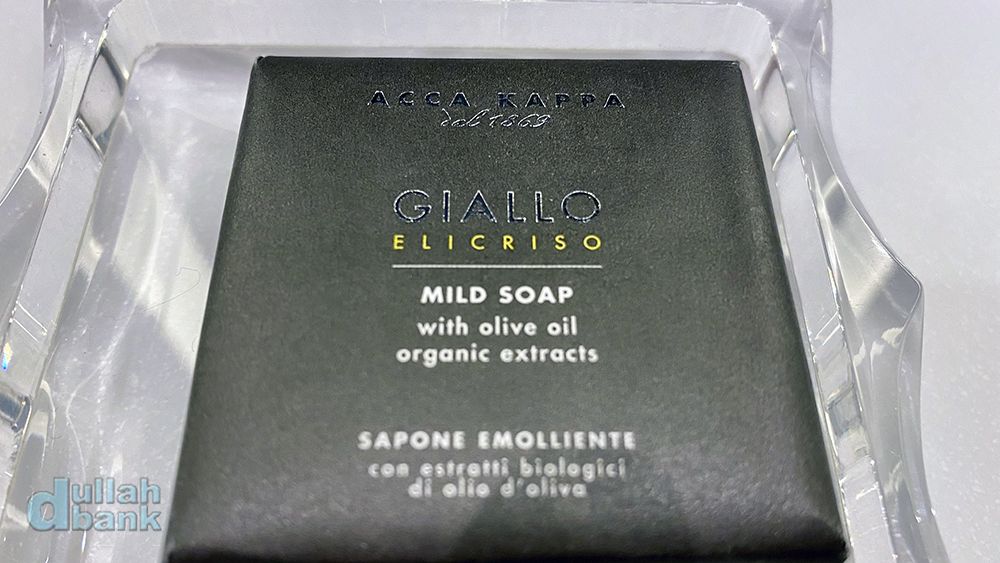 ACCA KAPPA
dal 1869
GIALLO
ELICRISO
MILD SOAP
with olive oil
organic extracts
SAPONE EMOLLIENTE
con estratti biologici
di olio d'oliva
dullah
bank